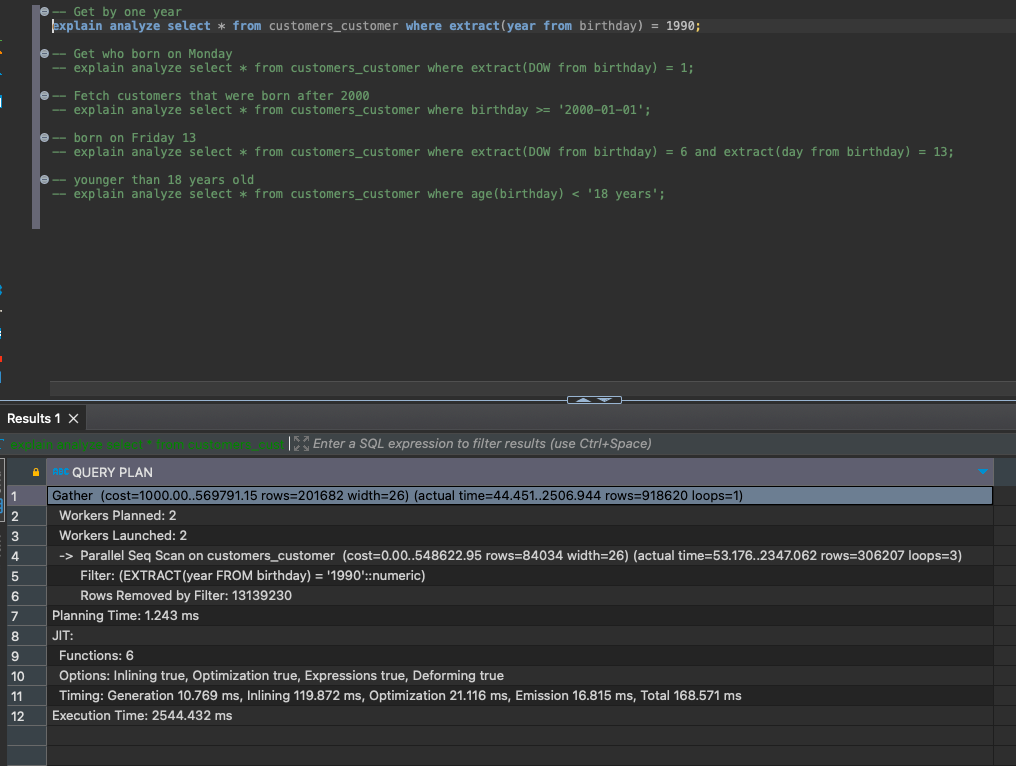 -- Get by one year
explain analyze select * from customers_customer where extract(year from birthday) = 1990;
-- Get who born on Monday
-- explain analyze select * from customers_customer where extract(DOW from birthday) = 1;
-- Fetch customers that were born after 2000
-- explain analyze select * from customers_customer where birthday >= '2000-01-01';
-- born on Friday 13
-- explain analyze select * from customers_customer where extract(DOW from birthday) = 6 and extract(day from birthday) = 13;
-- younger than 18 years old
-- explain analyze select * from customers_customer where age(birthday) < '18 years';
Results 1
explain analyze select * from customers_cust Enter a SQL expression to filter results (use Ctrl+Space)
QUERY PLAN
1 Gather (cost=1000.00..569791.15 rows=201682 width=26) (actual time=44.451..2506.944 rows=918620 loops=1)
2 Workers Planned: 2
3 Workers Launched: 2
4 -> Parallel Seq Scan on customers_customer (cost=0.00..548622.95 rows=84034 width=26) (actual time=53.176..2347.062 rows=306207 loops=3)
5 Filter: (EXTRACT(year FROM birthday) = '1990'::numeric)
6 Rows Removed by Filter: 13139230
7 Planning Time: 1.243 ms
8 JIT:
9 Functions: 6
10 Options: Inlining true, Optimization true, Expressions true, Deforming true
11 Timing: Generation 10.769 ms, Inlining 119.872 ms, Optimization 21.116 ms, Emission 16.815 ms, Total 168.571 ms
12 Execution Time: 2544.432 ms